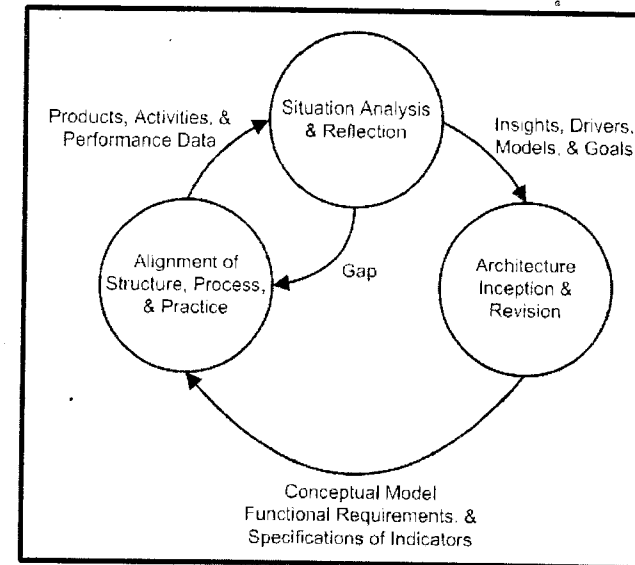 Situation Analysis
& Reflection
Products, Activities, &
Performance Data
Insights, Drivers,
Models, & Goals
Alignment of
Structure, Process,
& Practice
Gap
Architecture
Inception &
Revision
Conceptual Model
Functional Requirements. &
Specifications of Indicators